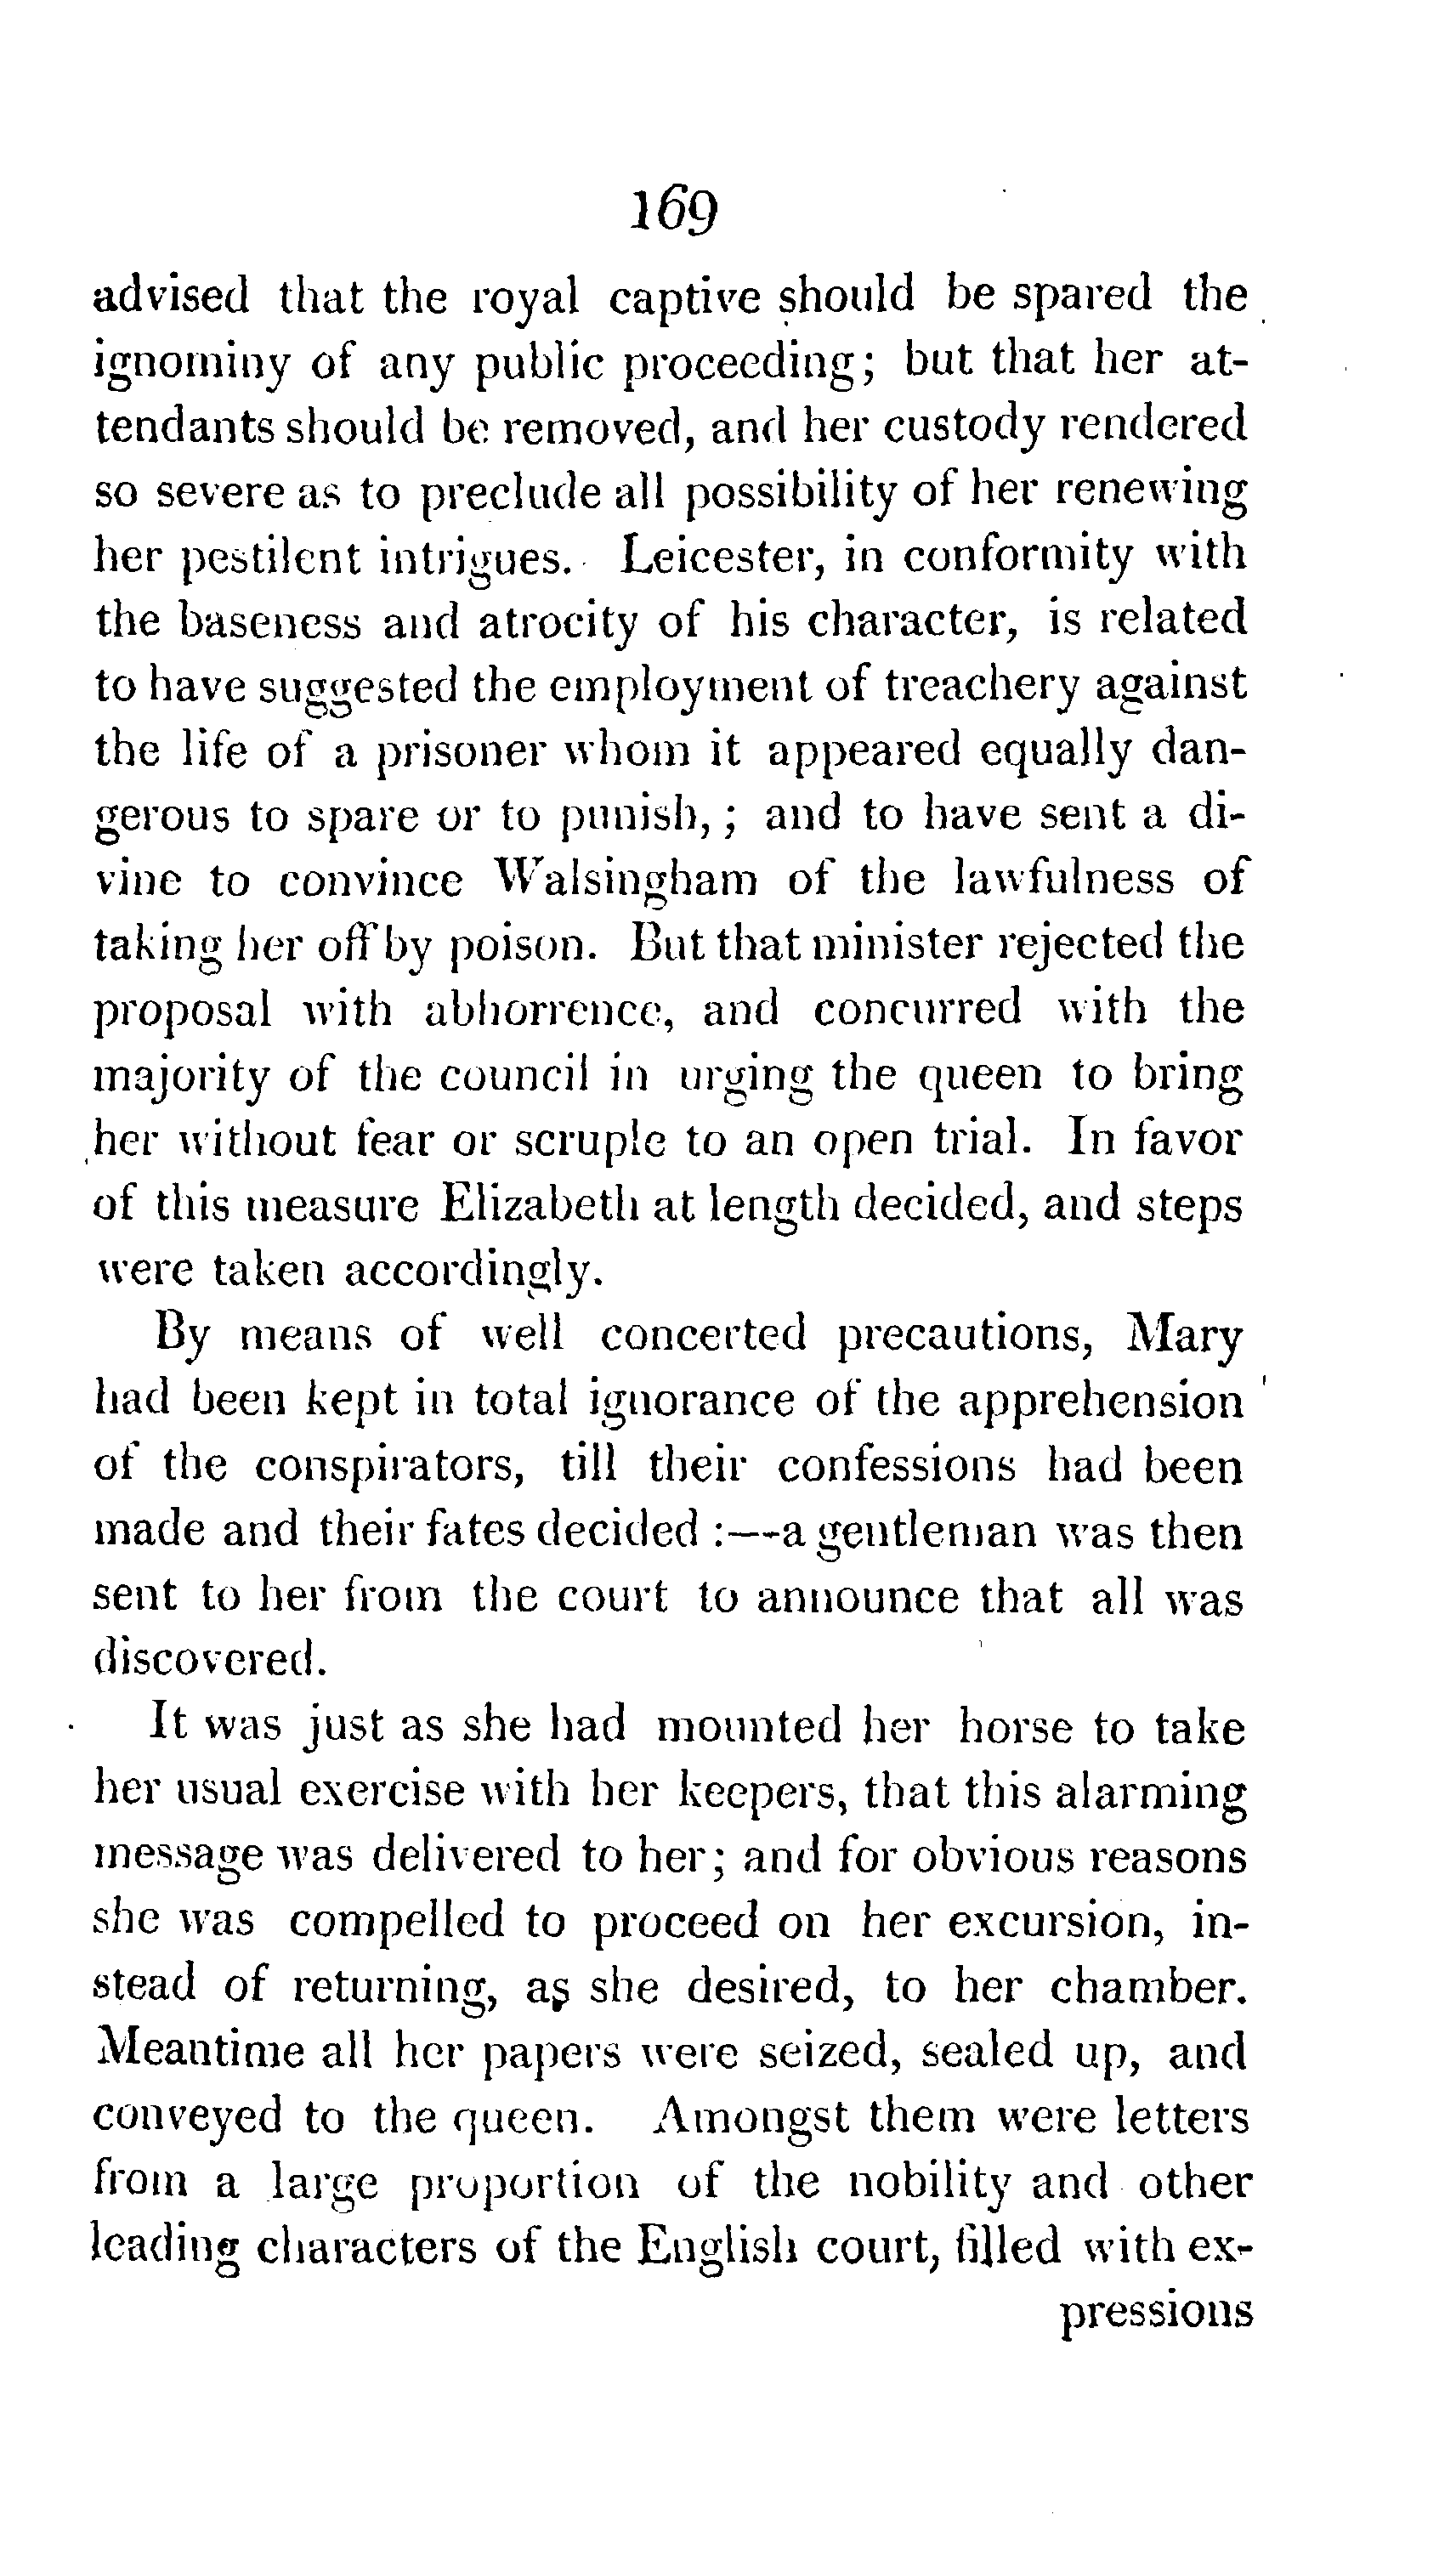 169
advised that the royal captive should be spared the
ignominy of any public proceeding; but that her at-
tendants should be removed, and her custody rendered
so severe as to preclude all possibility of her renewing
her pestilent intrigues. Leicester, in conformity with
the baseness and atrocity of his character, is related
to have suggested the employment of treachery against
the life of a prisoner whom it appeared equally dan-
gerous to spare or to punish, ; and to have sent a di-
vine to convince Walsingham of the lawfulness of
taking her off by poison. But that minister rejected the
proposal with abhorrence, and concurred with the
majority of the council in urging the queen to bring
her without fear or scruple to an open trial. In favor
of this measure Elizabeth at length decided, and steps
were taken accordingly.
By means of well concerted precautions, Mary
had been kept in total ignorance of the apprehension
of the conspirators, till their confessions had been
made and their fates decided :—a gentleman was then
sent to her from the court to announce that all was
discovered.
It was just as she had mounted her horse to take
her usual exercise with her keepers, that this alarming
message was delivered to her; and for obvious reasons
she was compelled to proceed on her excursion, in-
stead of returning, as she desired, to her chamber.
Meantime all her papers were seized, sealed up, and
conveyed to the queen. Amongst them were letters
from a large proportion of the nobility and other
leading characters of the English court, filled with ex-
pressions